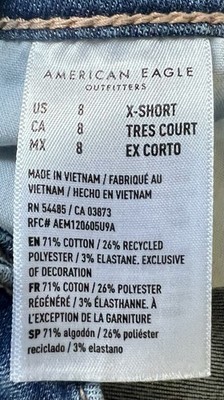 AMERICAN EAGLE
OUTFITTERS
US 8 X-SHORT
CA 8 TRES COURT
MX 8 EX CORTO
MADE IN VIETNAM / FABRIQUÉ AU
VIETNAM / HECHO EN VIETNAM
RN 54485 / CA 03873
RFC# AEM120605U9A
EN 71% COTTON / 26% RECYCLED
POLYESTER / 3% ELASTANE. EXCLUSIVE
OF DECORATION
FR 71% COTON / 26% POLYESTER
RÉGÉNÉRÉ / 3% ÉLASTHANNE. À
L'EXCEPTION DE LA GARNITURE
SP 71% algodón / 26% poliéster
reciclado / 3% elastano